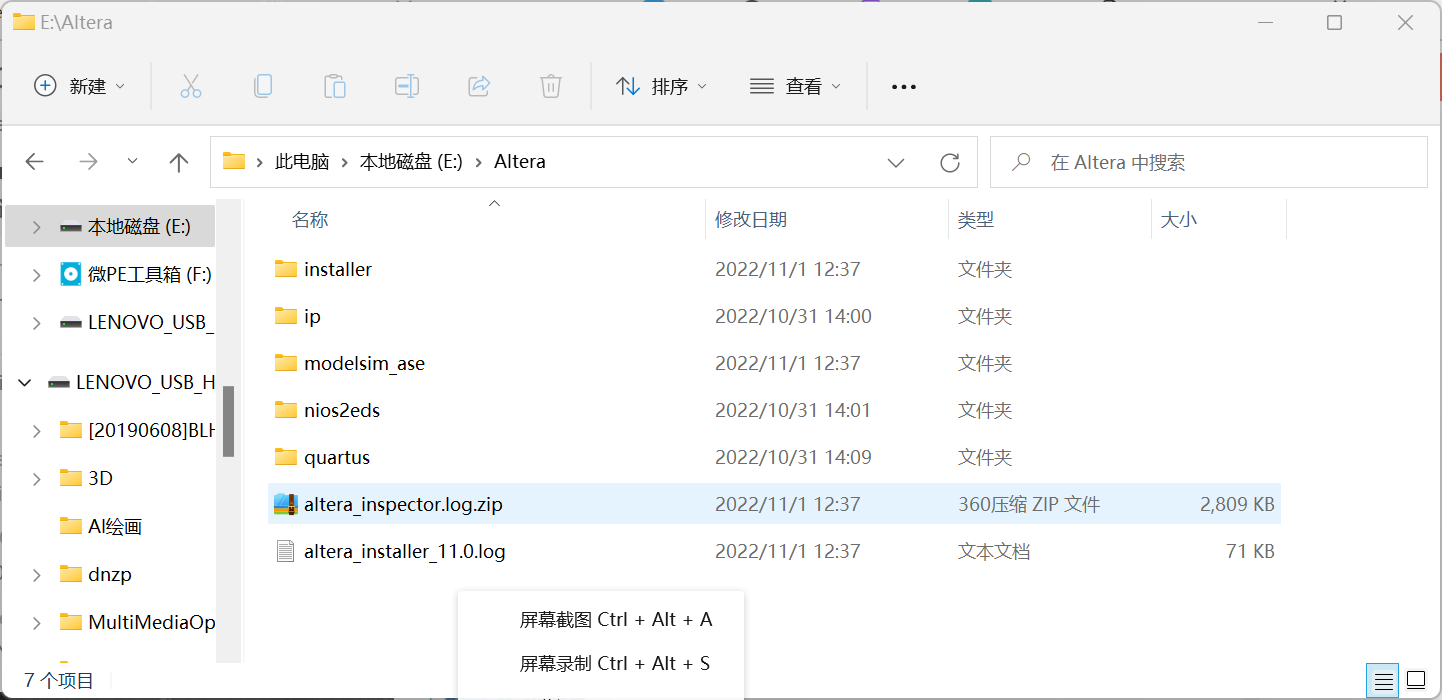 E:\Altera
新建
排序
查看
此电脑 › 本地磁盘 (E:) › Altera
在 Altera 中搜索
本地磁盘 (E:)
微PE工具箱 (F:)
LENOVO_USB_
LENOVO_USB_H
[20190608]BLH
3D
AI绘画
dnzp
MultiMediaOp
名称 修改日期 类型 大小
installer 2022/11/1 12:37 文件夹
ip 2022/10/31 14:00 文件夹
modelsim_ase 2022/11/1 12:37 文件夹
nios2eds 2022/10/31 14:01 文件夹
quartus 2022/10/31 14:09 文件夹
altera_inspector.log.zip 2022/11/1 12:37 360压缩 ZIP 文件 2,809 KB
altera_installer_11.0.log 2022/11/1 12:37 文本文档 71 KB
屏幕截图 Ctrl + Alt + A
屏幕录制 Ctrl + Alt + S
7 个项目